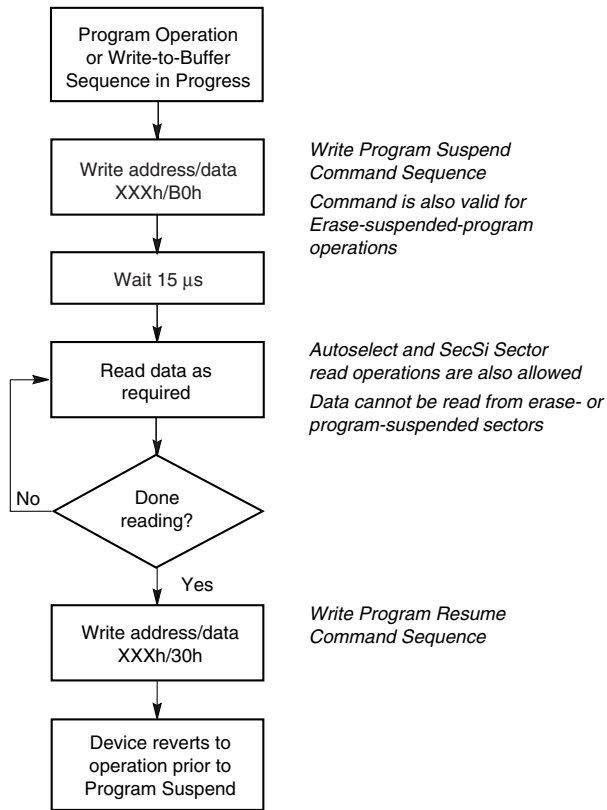 Program Operation
or Write-to-Buffer
Sequence in Progress
Write address/data
XXXh/B0h
Write Program Suspend
Command Sequence
Command is also valid for
Erase-suspended-program
operations
Wait 15 μs
Read data as
required
Autoselect and SecSi Sector
read operations are also allowed
Data cannot be read from erase- or
program-suspended sectors
No
Done
reading?
Yes
Write address/data
XXXh/30h
Write Program Resume
Command Sequence
Device reverts to
operation prior to
Program Suspend